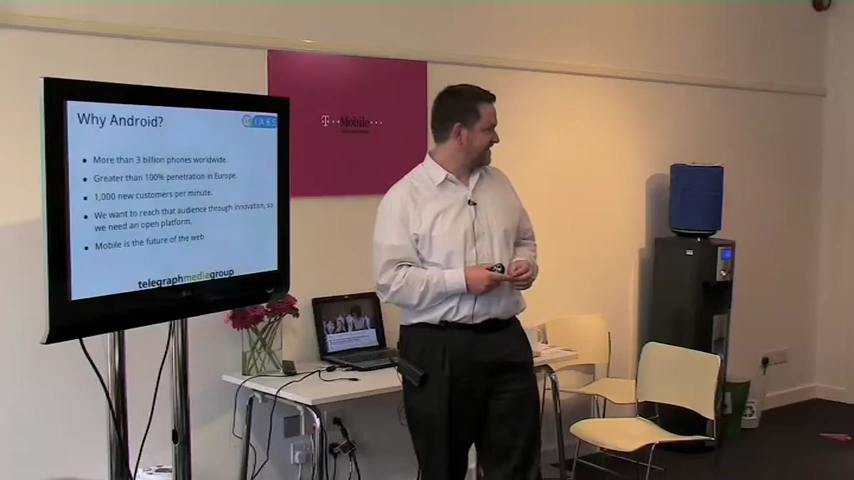 Why Android?
LABS
More than 3 billion phones worldwide.
Greater than 100% penetration in Europe.
1,000 new customers per minute.
We want to reach that audience through innovation, so
we need an open platform.
Mobile is the future of the web
telegraphmediagroup
T · · Mobile · · ·